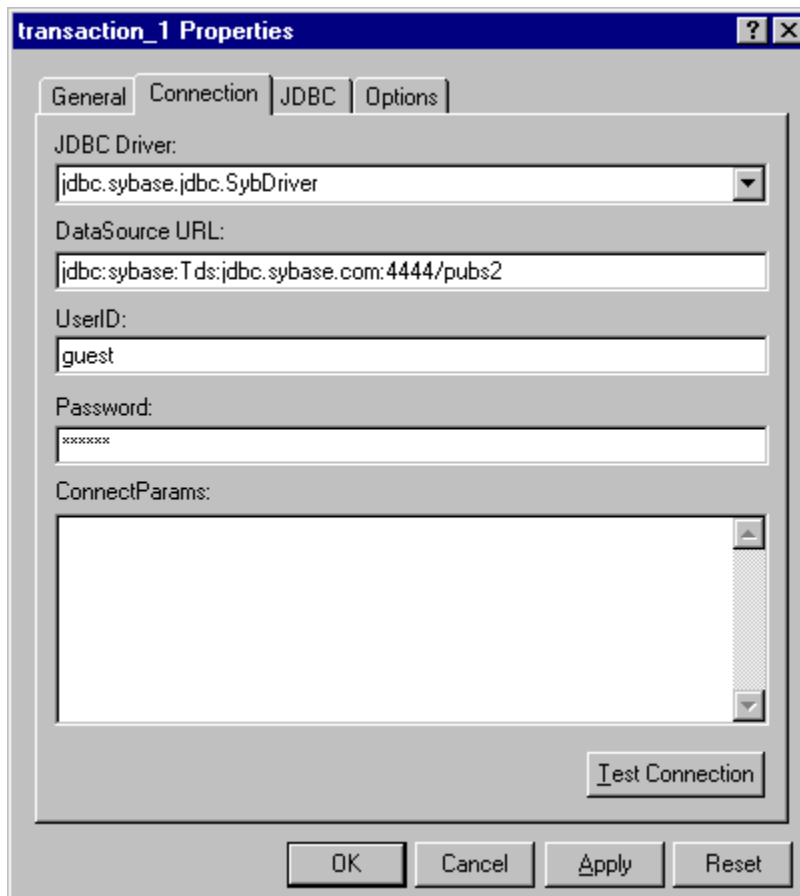 transaction_1 Properties
General Connection JDBC Options
JDBC Driver:
jdbc.sybase.jdbc.SybDriver
DataSource URL:
jdbc:sybase:Tds:jdbc.sybase.com:4444/pubs2
UserID:
guest
Password:
******
ConnectParams:
Test Connection
OK Cancel Apply Reset